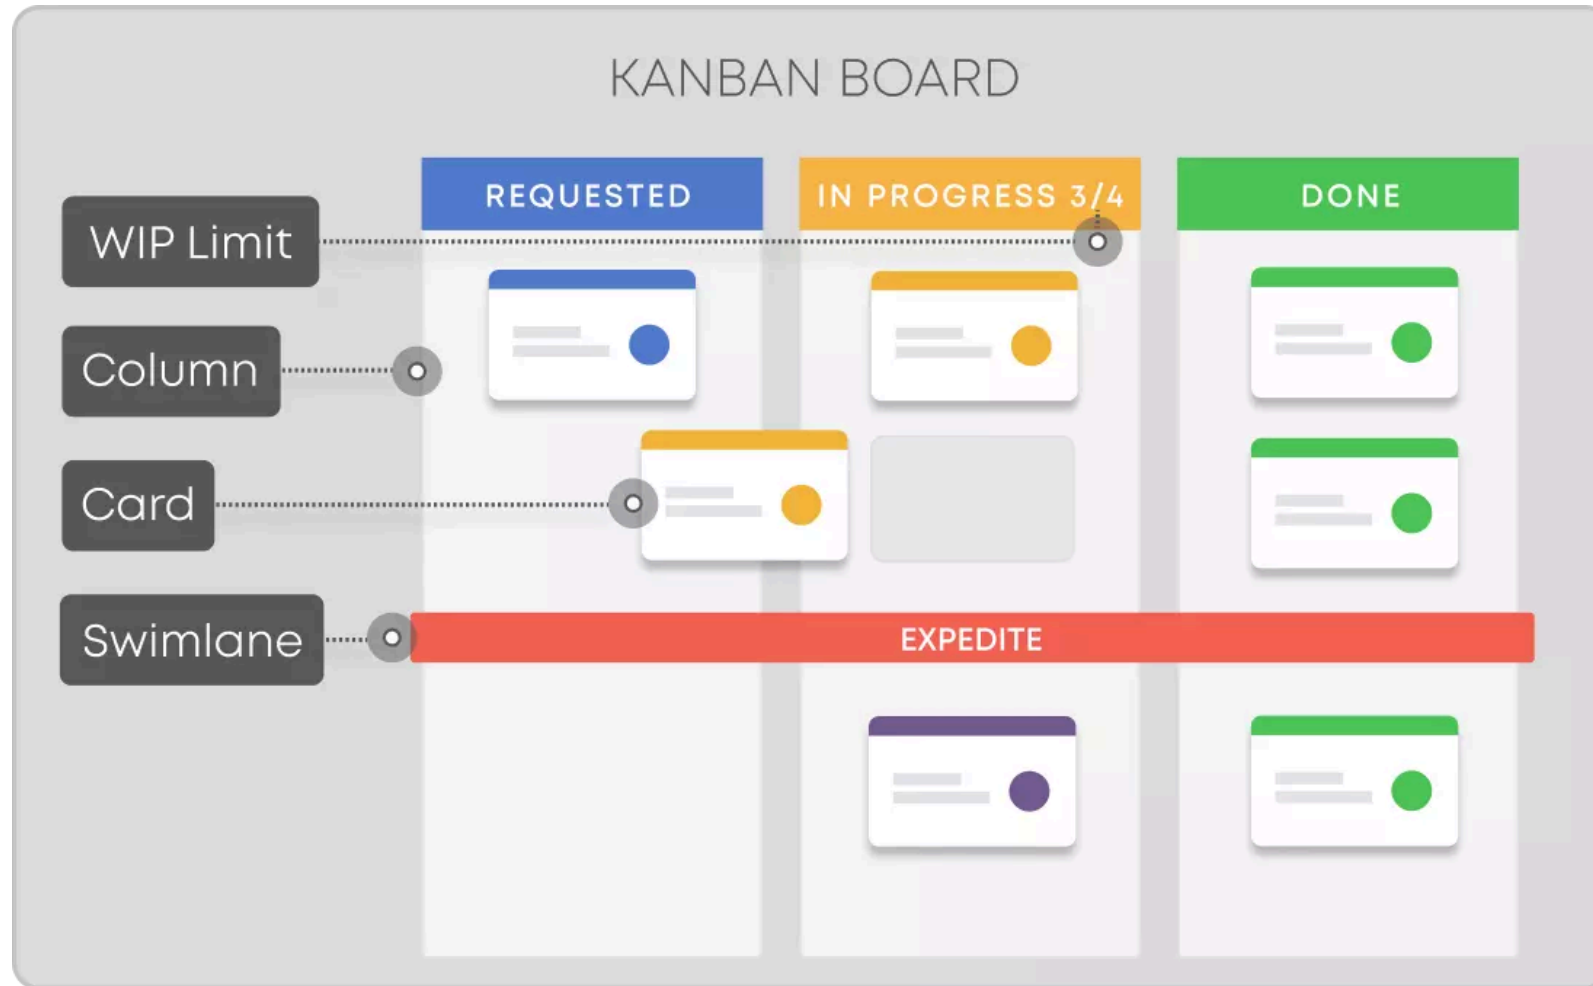 KANBAN BOARD
REQUESTED
IN PROGRESS 3/4
DONE
WIP Limit
Column
Card
Swimlane
EXPEDITE